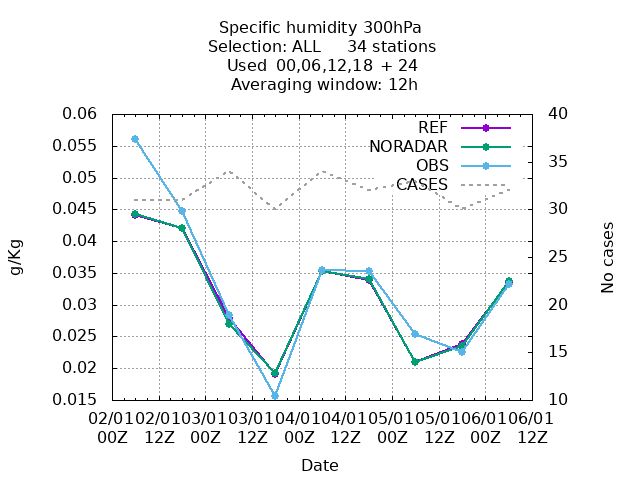 Specific humidity 300hPa
Selection: ALL 34 stations
Used 00,06,12,18 + 24
Averaging window: 12h
0.06
0.055
0.05
0.045
0.04
0.035
0.03
0.025
0.02
0.015
g/Kg
REF
NORADAR
OBS
CASES
40
35
30
25
20
15
10
No cases
02/01 02/01 03/01 03/01 04/01 04/01 05/01 05/01 06/01 06/01
00Z 12Z 00Z 12Z 00Z 12Z 00Z 12Z 00Z 12Z
Date